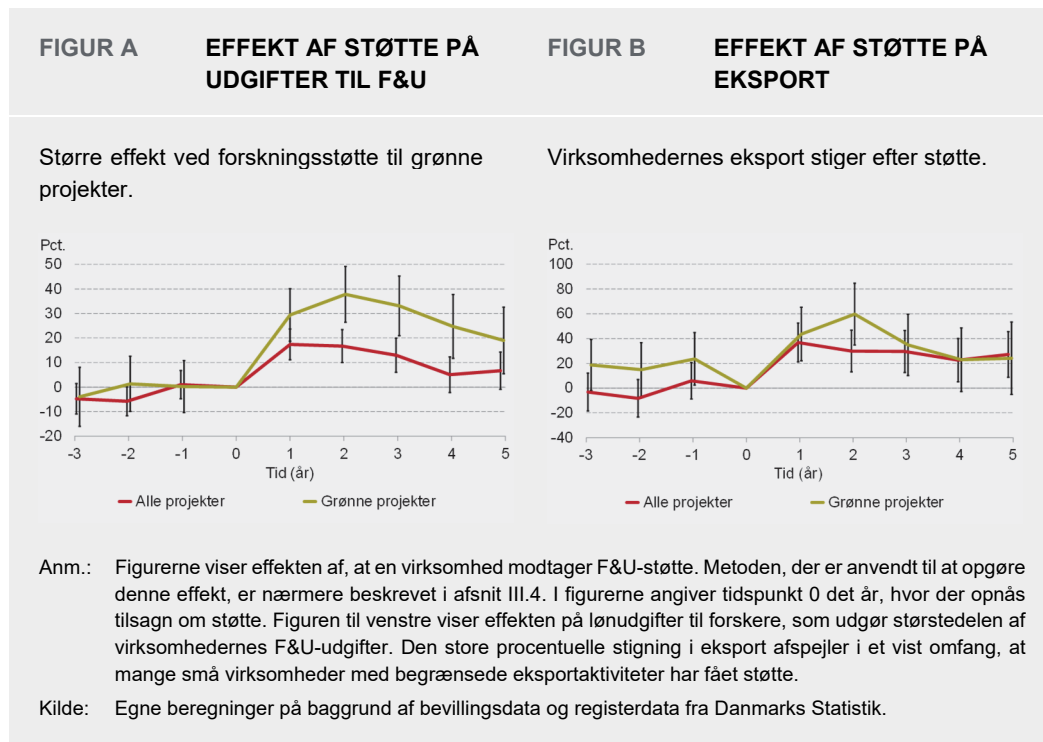 FIGUR A
EFFEKT AF STØTTE PÅ
UDGIFTER TIL F&U
FIGUR B
EFFEKT AF STØTTE PÅ
EKSPORT
Større effekt ved forskningsstøtte til grønne
projekter.
Virksomhedernes eksport stiger efter støtte.
Pct.
50
40
30
20
10
0
-10
-20
-3 -2 -1 0 1 2 3 4 5
Tid (år)
Alle projekter Grønne projekter
Pct.
100
80
60
40
20
0
-20
-40
-3 -2 -1 0 1 2 3 4 5
Tid (år)
Alle projekter Grønne projekter
Anm.: Figurerne viser effekten af, at en virksomhed modtager F&U-støtte. Metoden, der er anvendt til at opgøre
denne effekt, er nærmere beskrevet i afsnit III.4. I figurerne angiver tidspunkt 0 det år, hvor der opnås
tilsagn om støtte. Figuren til venstre viser effekten på lønudgifter til forskere, som udgør størstedelen af
virksomhedernes F&U-udgifter. Den store procentuelle stigning i eksport afspejler i et vist omfang, at
mange små virksomheder med begrænsede eksportaktiviteter har fået støtte.
Kilde: Egne beregninger på baggrund af bevillingsdata og registerdata fra Danmarks Statistik.